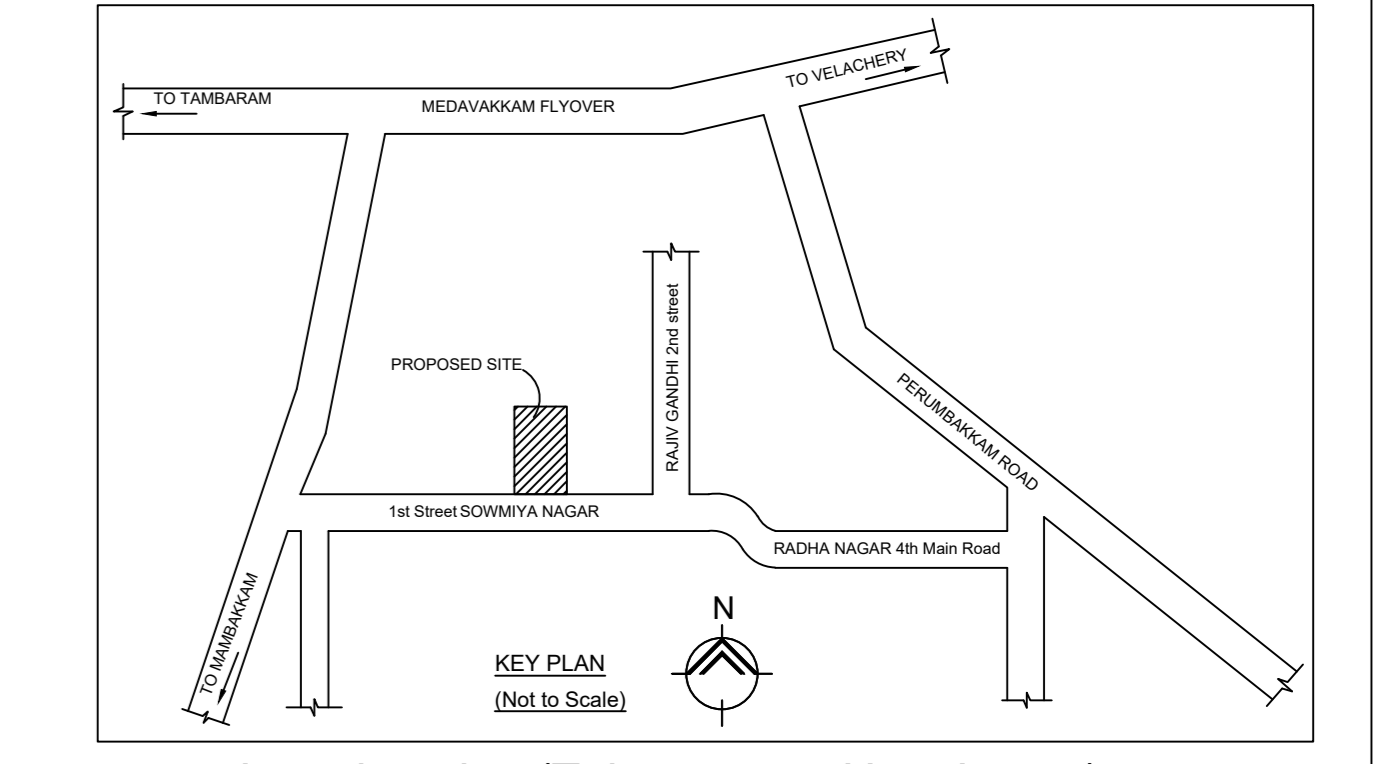 TO VELACHERY
TO TAMBARAM
MEDAVAKKAM FLYOVER
RAJIV GANDHI 2nd street
PROPOSED SITE
PERUMBAKKAM ROAD
1st Street SOWMIYA NAGAR
RADHA NAGAR 4th Main Road
TO MAMBAKKAM
N
KEY PLAN
(Not to Scale)